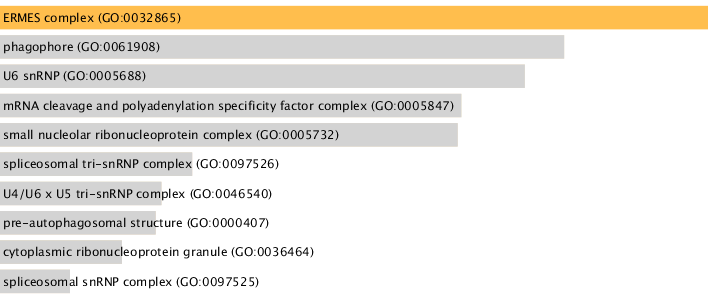 ERMES complex (GO:0032865)
phagophore (GO:0061908)
U6 snRNP (GO:0005688)
mRNA cleavage and polyadenylation specificity factor complex (GO:0005847)
small nucleolar ribonucleoprotein complex (GO:0005732)
spliceosomal tri-snRNP complex (GO:0097526)
U4/U6 x U5 tri-snRNP complex (GO:0046540)
pre-autophagosomal structure (GO:0000407)
cytoplasmic ribonucleoprotein granule (GO:0036464)
spliceosomal snRNP complex (GO:0097525)